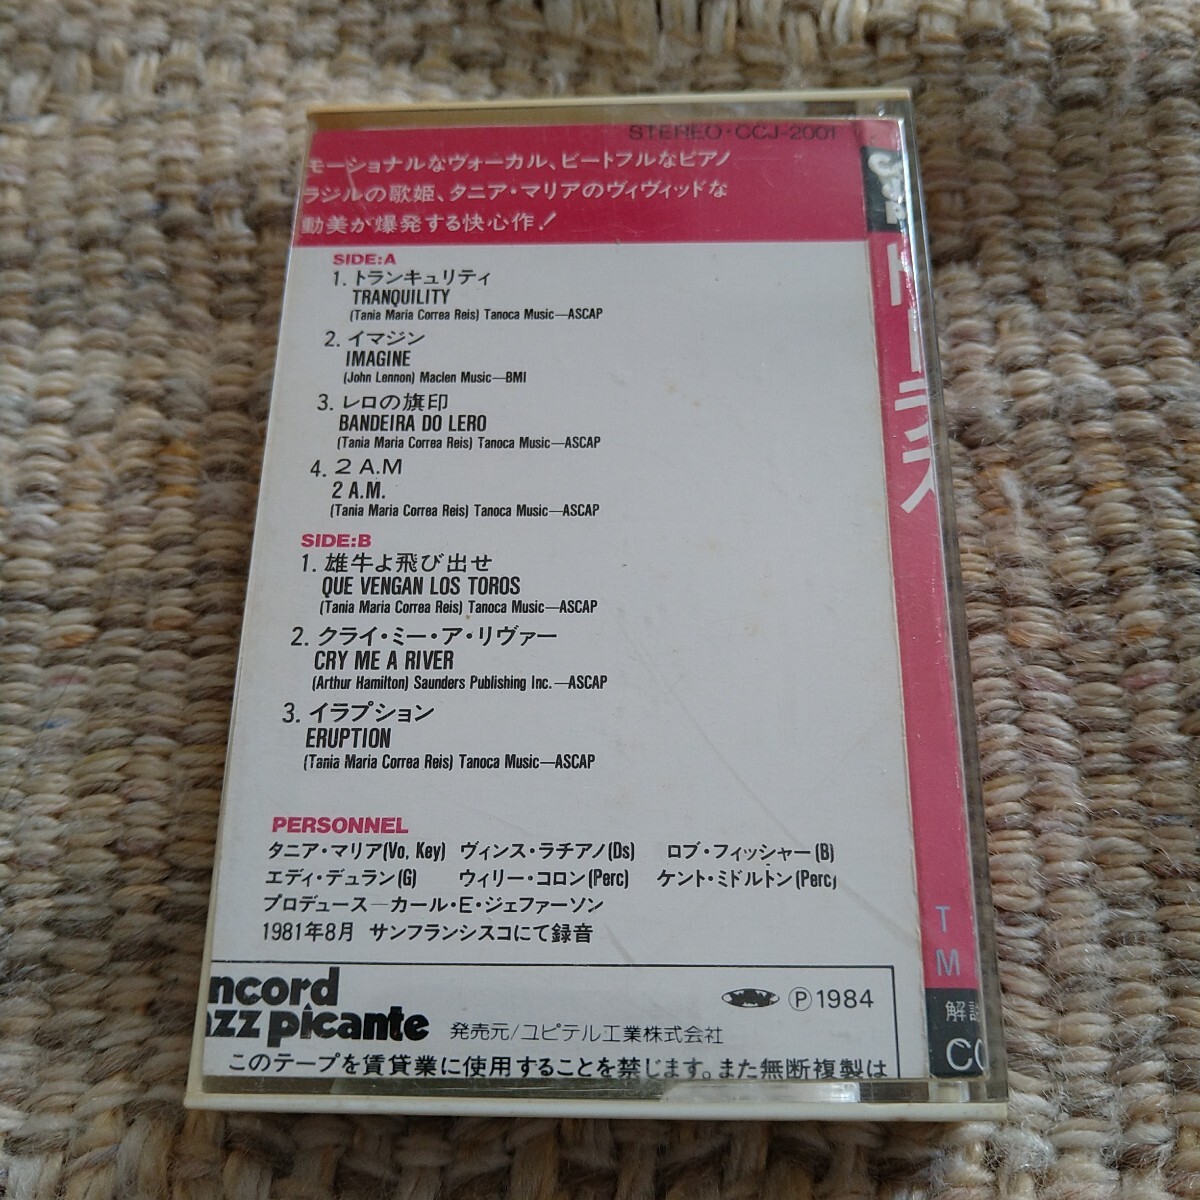 STEREO・CCJ-2001
モーショナルなヴォーカル、ビートフルなピアノ
ラジルの歌姫、タニア・マリアのヴィヴィッドな
動美が爆発する快心作!
SIDE:A
1. トランキュリティ
TRANQUILITY
(Tania Maria Correa Reis) Tanoca Music—ASCAP
2. イマジン
IMAGINE
(John Lennon) Maclen Music—BMI
3. レロの旗印
BANDEIRA DO LERO
(Tania Maria Correa Reis) Tanoca Music—ASCAP
4. 2 A.M
2 A.M.
(Tania Maria Correa Reis) Tanoca Music—ASCAP
SIDE:B
1. 雄牛よ飛び出せ
QUE VENGAN LOS TOROS
(Tania Maria Correa Reis) Tanoca Music—ASCAP
2. クライ・ミー・ア・リヴァー
CRY ME A RIVER
(Arthur Hamilton) Saunders Publishing Inc.—ASCAP
3. イラプション
ERUPTION
(Tania Maria Correa Reis) Tanoca Music—ASCAP
PERSONNEL
タニア・マリア(Vo, Key) ヴィンス・ラチアノ(Ds) ロブ・フィッシャー(B)
エディ・デュラン(G) ウィリー・コロン(Perc) ケント・ミドルトン(Perc)
プロデュース—カール・E・ジェファーソン
1981年8月 サンフランシスコにて録音
ncord
azz picante
発売元/ユピテル工業株式会社
Ⓟ1984
このテープを賃貸業に使用することを禁じます。また無断複製は
T
M
解説
CC